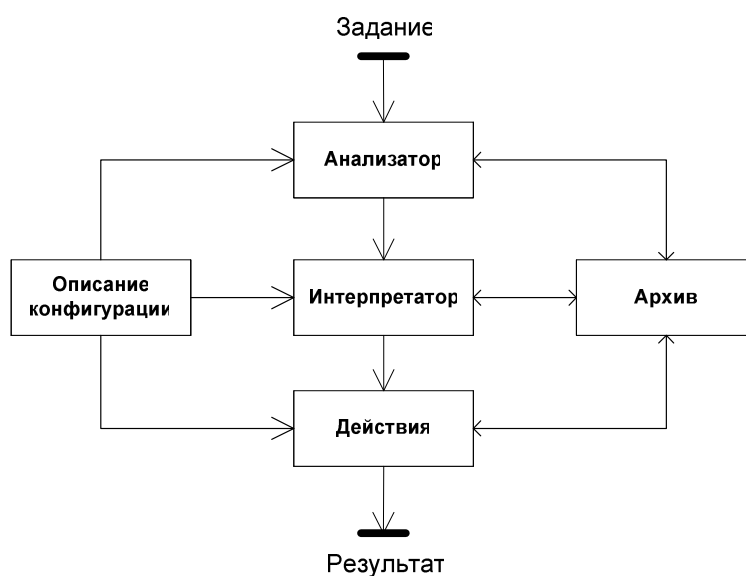 Задание
Анализатор
Описание
конфигурации
Интерпретатор
Архив
Действия
Результат